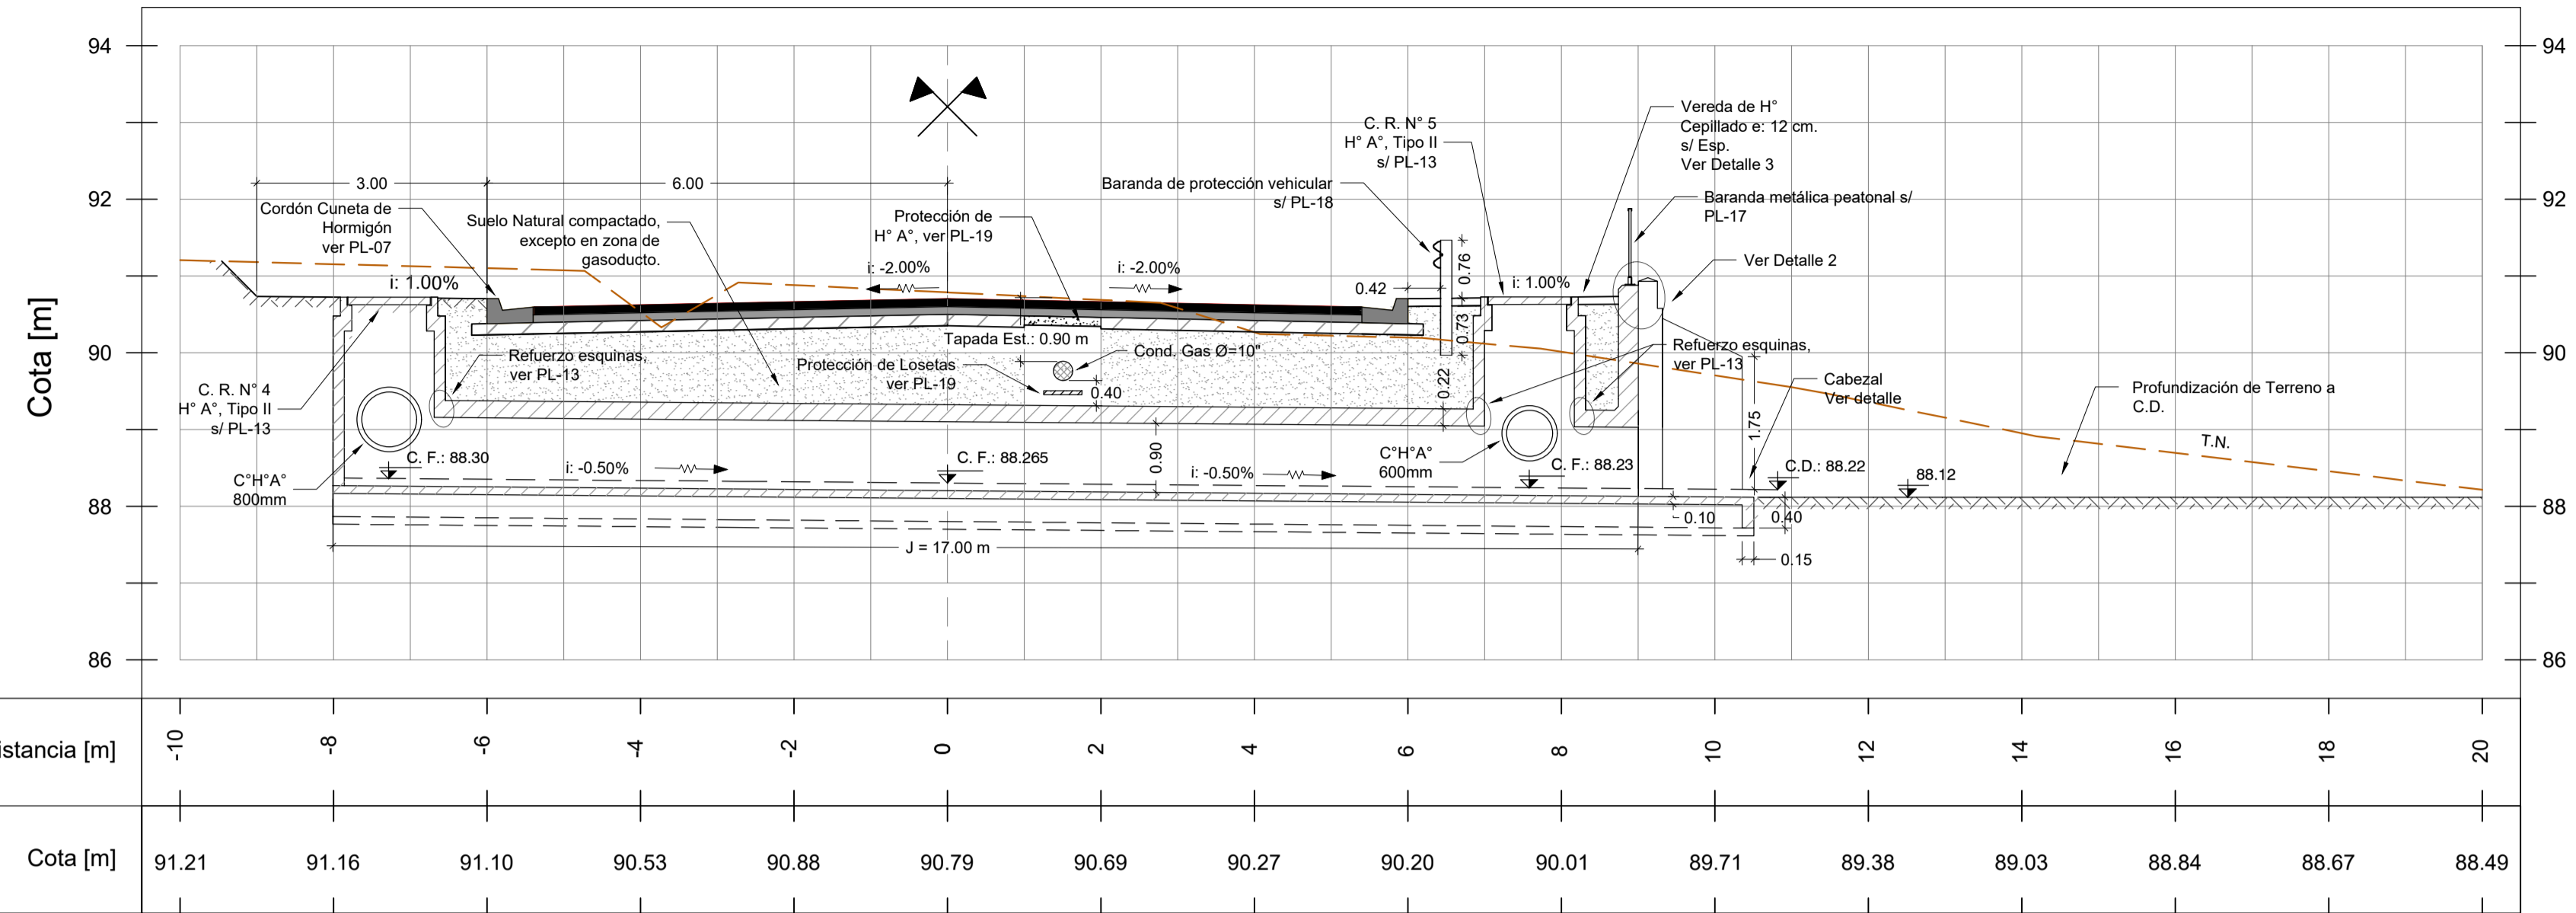 94
94
Vereda de H°
Cepillado e: 12 cm.
s/ Esp.
Ver Detalle 3
C. R. N° 5
H° A°, Tipo II
s/ PL-13
3.00
6.00
Baranda de protección vehicular
s/ PL-18
Baranda metálica peatonal s/
PL-17
92
92
Cordón Cuneta de
Hormigón
ver PL-07
Suelo Natural compactado,
excepto en zona de
gasoducto.
Protección de
H° A°, ver PL-19
Ver Detalle 2
i: 1.00%
i: -2.00%
i: -2.00%
0.42
0.76
i: 1.00%
0.73
Tapada Est.: 0.90 m
Cond. Gas Ø=10"
90
90
Refuerzo esquinas,
ver PL-13
Protección de Losetas
ver PL-19
0.40
0.22
Refuerzo esquinas,
ver PL-13
Cabezal
Ver detalle
Profundización de Terreno a
C.D.
C. R. N° 4
H° A°, Tipo II
s/ PL-13
Cota [m]
1.75
T.N.
0.90
C°H°A°
600mm
C. F.: 88.30
i: -0.50%
C. F.: 88.265
i: -0.50%
C. F.: 88.23
C.D.: 88.22
88.12
C°H°A°
800mm
88
88
0.10
0.40
J = 17.00 m
0.15
86
86
istancia [m]
-10
-8
-6
-4
-2
0
2
4
6
8
10
12
14
16
18
20
Cota [m]
91.21
91.16
91.10
90.53
90.88
90.79
90.69
90.27
90.20
90.01
89.71
89.38
89.03
88.84
88.67
88.49